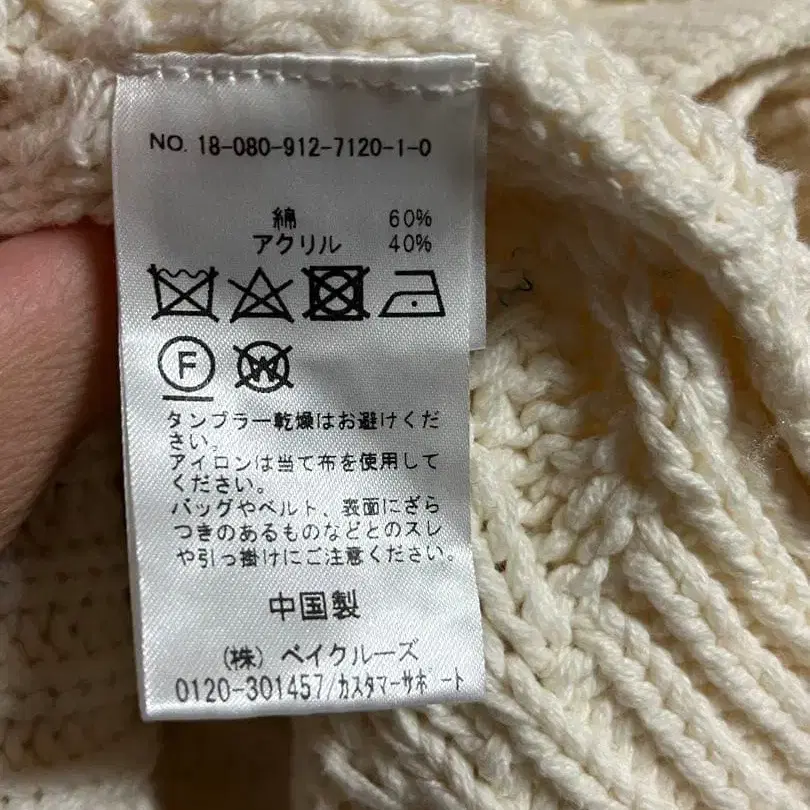 NO. 18-080-912-7120-1-0
綿 60%
アクリル 40%
F W
タンブラー乾燥はお避けくだ
さい。
アイロンは当て布を使用して
ください。
バッグやベルト、表面にざら
つきのあるものなどとのスレ
や引っ掛けにご注意ください。
中国製
(株) ベイクルーズ
0120-301457/カスタマーサポート